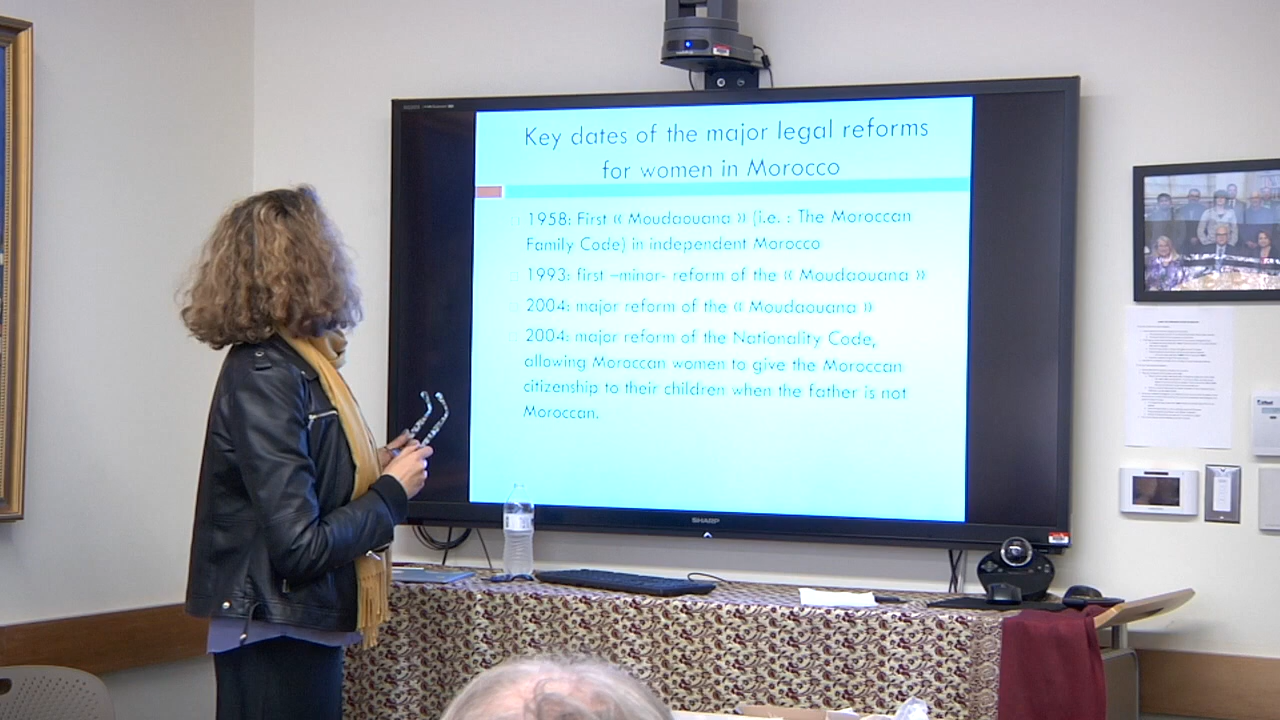 Key dates of the major legal reforms
for women in Morocco
1958: First « Moudaouana » (i.e. : The Moroccan
Family Code) in independent Morocco
1993: first –minor- reform of the « Moudaouana »
2004: major reform of the « Moudaouana »
2004: major reform of the Nationality Code,
allowing Moroccan women to give the Moroccan
citizenship to their children when the father is not
Moroccan.
SHARP